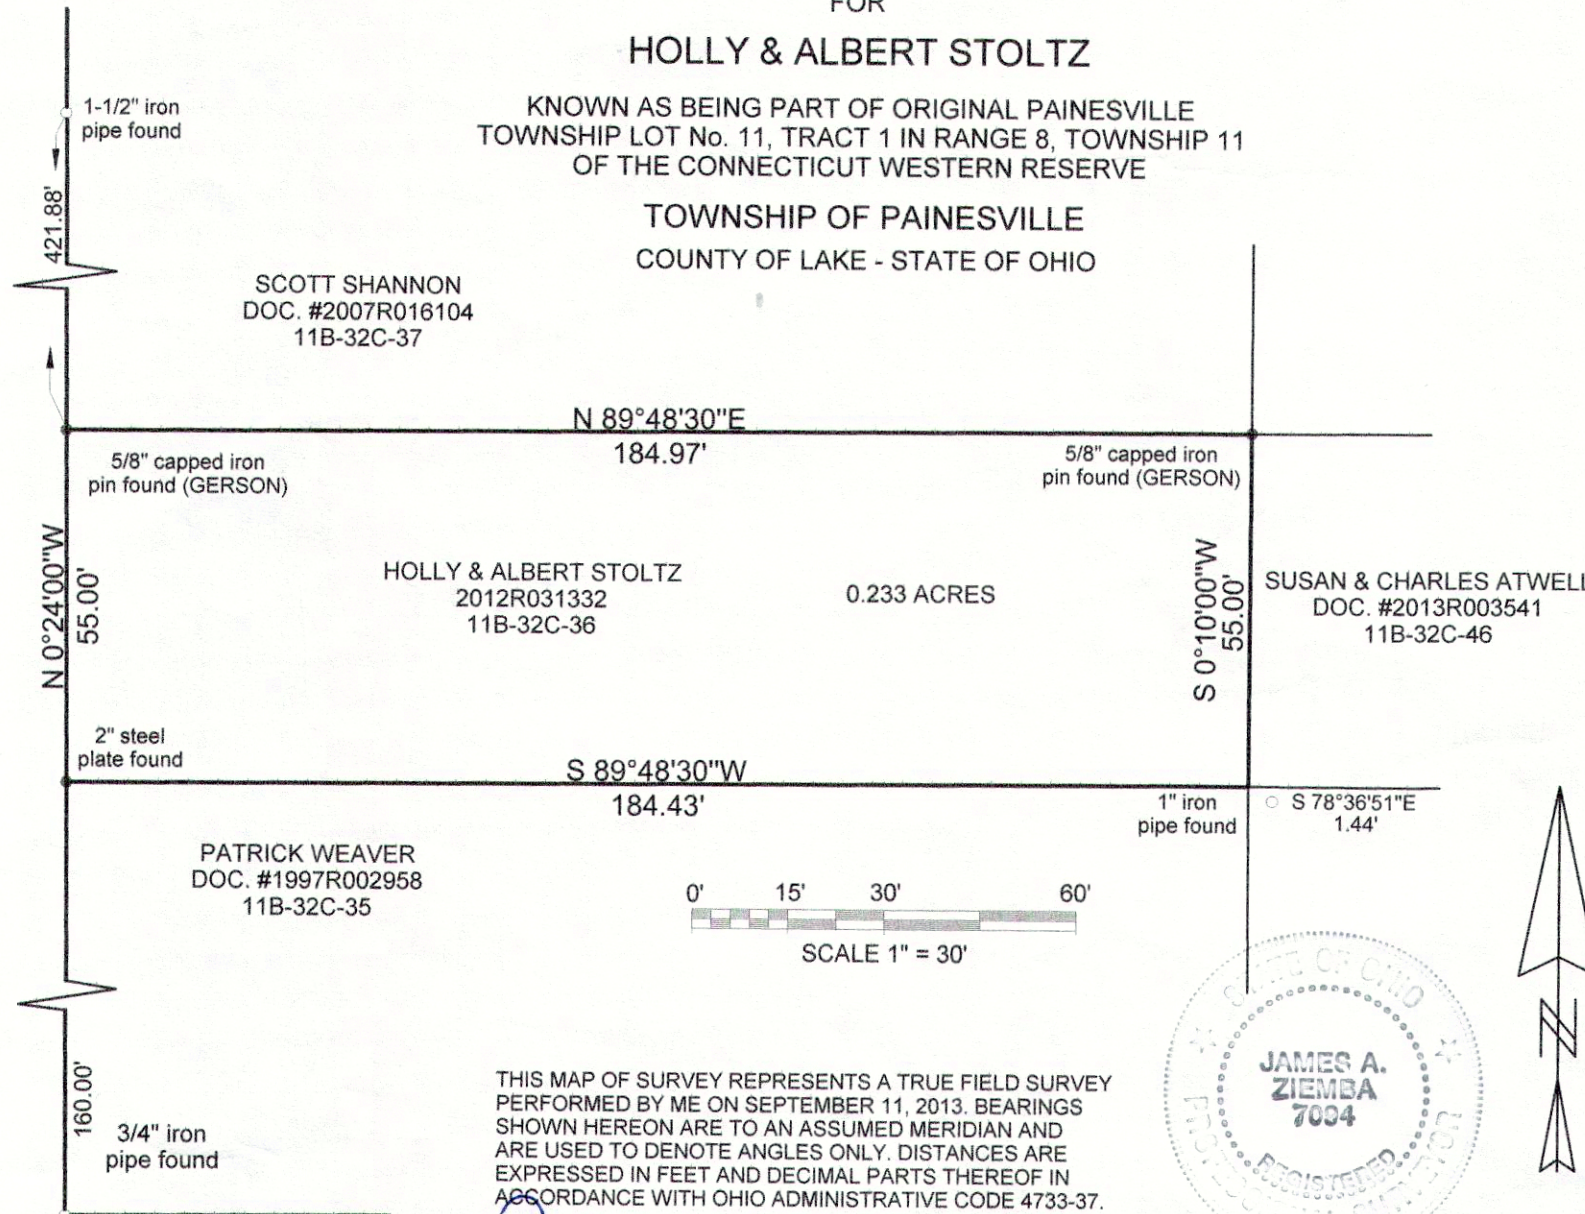 FOR
HOLLY & ALBERT STOLTZ
KNOWN AS BEING PART OF ORIGINAL PAINESVILLE
TOWNSHIP LOT No. 11, TRACT 1 IN RANGE 8, TOWNSHIP 11
OF THE CONNECTICUT WESTERN RESERVE
TOWNSHIP OF PAINESVILLE
COUNTY OF LAKE - STATE OF OHIO
1-1/2" iron
pipe found
421.88'
SCOTT SHANNON
DOC. #2007R016104
11B-32C-37
N 89°48'30"E
184.97'
5/8" capped iron
pin found (GERSON)
5/8" capped iron
pin found (GERSON)
N 0°24'00"W
55.00'
HOLLY & ALBERT STOLTZ
2012R031332
11B-32C-36
0.233 ACRES
S 0°10'00"W
55.00'
SUSAN & CHARLES ATWELL
DOC. #2013R003541
11B-32C-46
2" steel
plate found
S 89°48'30"W
184.43'
1" iron
pipe found
S 78°36'51"E
1.44'
PATRICK WEAVER
DOC. #1997R002958
11B-32C-35
0' 15' 30' 60'
SCALE 1" = 30'
N
160.00'
3/4" iron
pipe found
THIS MAP OF SURVEY REPRESENTS A TRUE FIELD SURVEY
PERFORMED BY ME ON SEPTEMBER 11, 2013. BEARINGS
SHOWN HEREON ARE TO AN ASSUMED MERIDIAN AND
ARE USED TO DENOTE ANGLES ONLY. DISTANCES ARE
EXPRESSED IN FEET AND DECIMAL PARTS THEREOF IN
ACCORDANCE WITH OHIO ADMINISTRATIVE CODE 4733-37.
STATE OF OHIO
JAMES A.
ZIEMBA
7094
REGISTERED